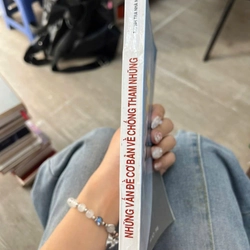 NHỮNG VẤN ĐỀ CƠ BẢN VỀ CHỐNG THAM NHŨNG